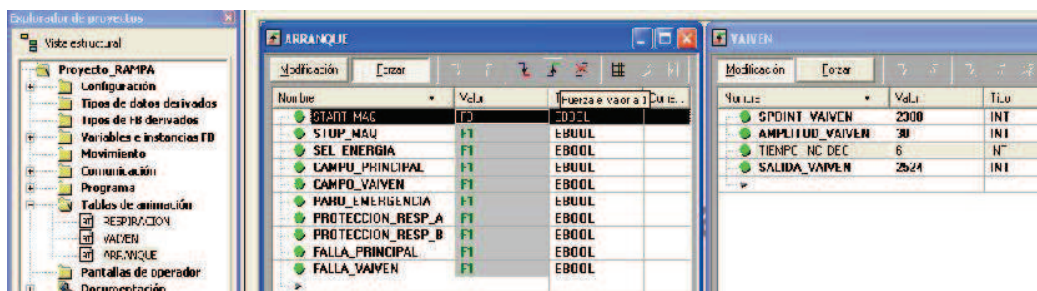 Explorador de proyectos
Vista estructural
Proyecto_RAMPA
Configuración
Tipos de datos derivados
Tipos de FB derivados
Variables e instancias FB
Movimiento
Comunicación
Programa
Tablas de animación
RESPIRACION
VAIVEN
ARRANQUE
Pantallas de operador
Documentación
ARRANQUE
Modificación Forzar
Nombre Valor Fuerza el valor a 1
START_MAQ F0 EBOOL
STOP_MAQ F1 EBOOL
SEL_ENERGIA F1 EBOOL
CAMPO_PRINCIPAL F1 EBOOL
CAMPO_VAIVEN F1 EBOOL
PARO_EMERGENCIA F1 EBOOL
PROTECCION_RESP_A F1 EBOOL
PROTECCION_RESP_B F1 EBOOL
FALLA_PRINCIPAL F1 EBOOL
FALLA_VAIVEN F1 EBOOL
VAIVEN
Modificación Forzar
Nombre Valor Tipo
SPOINT_VAIVEN 2300 INT
AMPLITUD_VAIVEN 30 INT
6 INT
SALIDA_VAIVEN 2524 INT